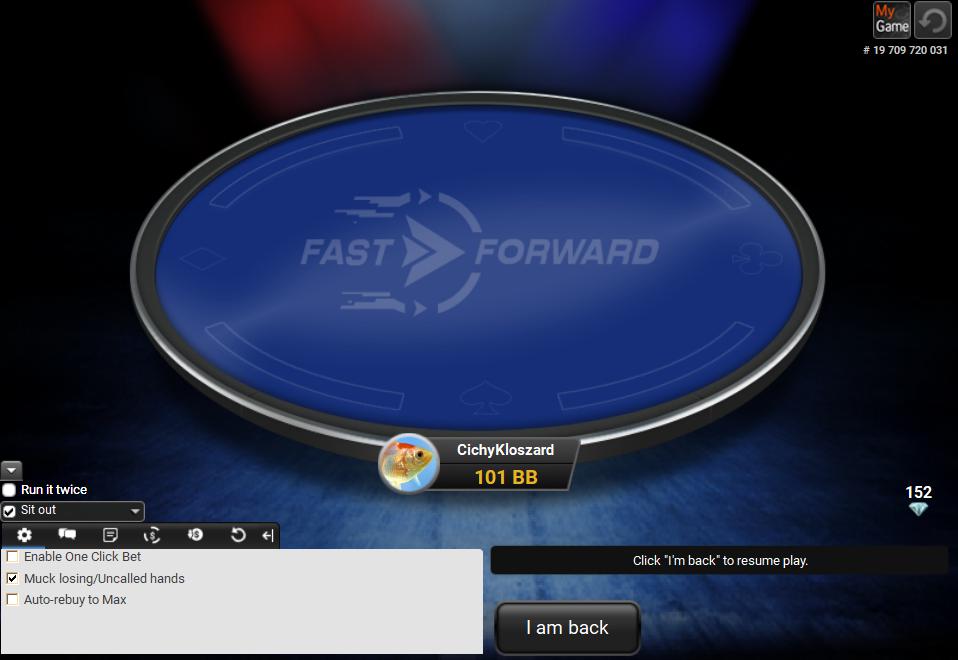 My
Game
# 19 709 720 031
FAST FORWARD
CichyKloszard
101 BB
Run it twice
152
Sit out
Enable One Click Bet
Muck losing/Uncalled hands
Auto-rebuy to Max
Click "I'm back" to resume play.
I am back